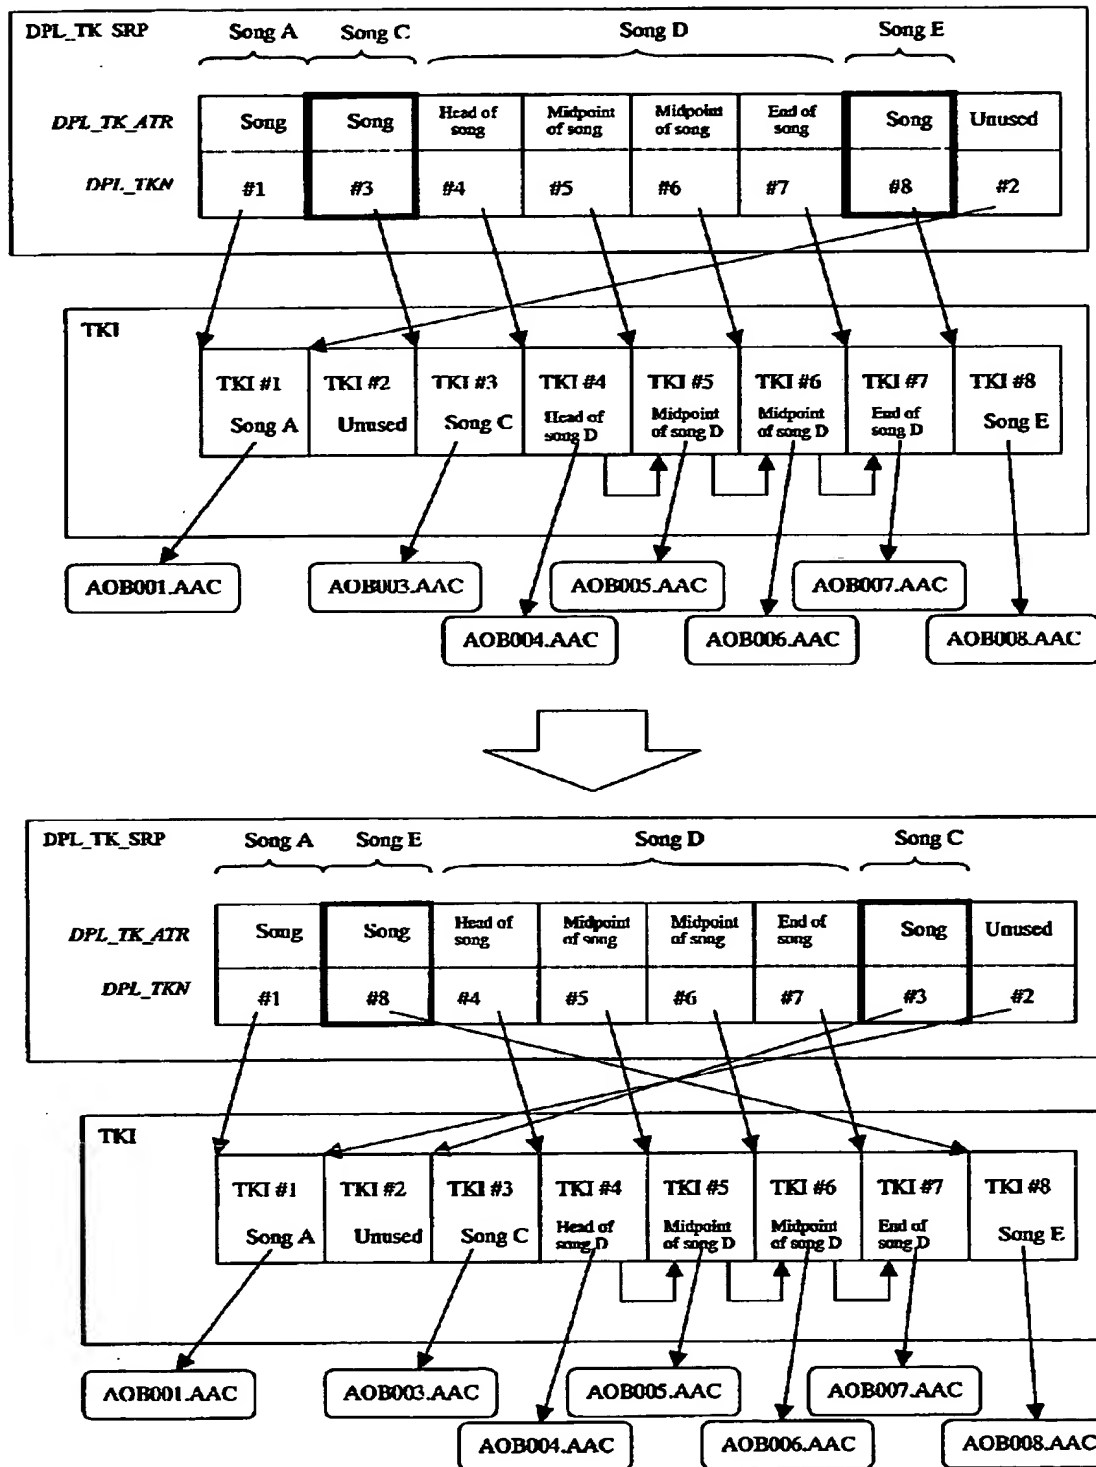 DPL_TK_SRP Song A Song C Song D Song E
DPL_TK_ATR Song Song Head of song Midpoint of song Midpoint of song End of song Song Unused
DPL_TKN #1 #3 #4 #5 #6 #7 #8 #2
TKI
TKI #1 TKI #2 TKI #3 TKI #4 TKI #5 TKI #6 TKI #7 TKI #8
Song A Unused Song C Head of song D Midpoint of song D Midpoint of song D End of song D Song E
AOB001.AAC AOB003.AAC AOB005.AAC AOB007.AAC
AOB004.AAC AOB006.AAC AOB008.AAC
DPL_TK_SRP Song A Song E Song D Song C
DPL_TK_ATR Song Song Head of song Midpoint of song Midpoint of song End of song Song Unused
DPL_TKN #1 #8 #4 #5 #6 #7 #3 #2
TKI
TKI #1 TKI #2 TKI #3 TKI #4 TKI #5 TKI #6 TKI #7 TKI #8
Song A Unused Song C Head of song D Midpoint of song D Midpoint of song D End of song D Song E
AOB001.AAC AOB003.AAC AOB005.AAC AOB007.AAC
AOB004.AAC AOB006.AAC AOB008.AAC